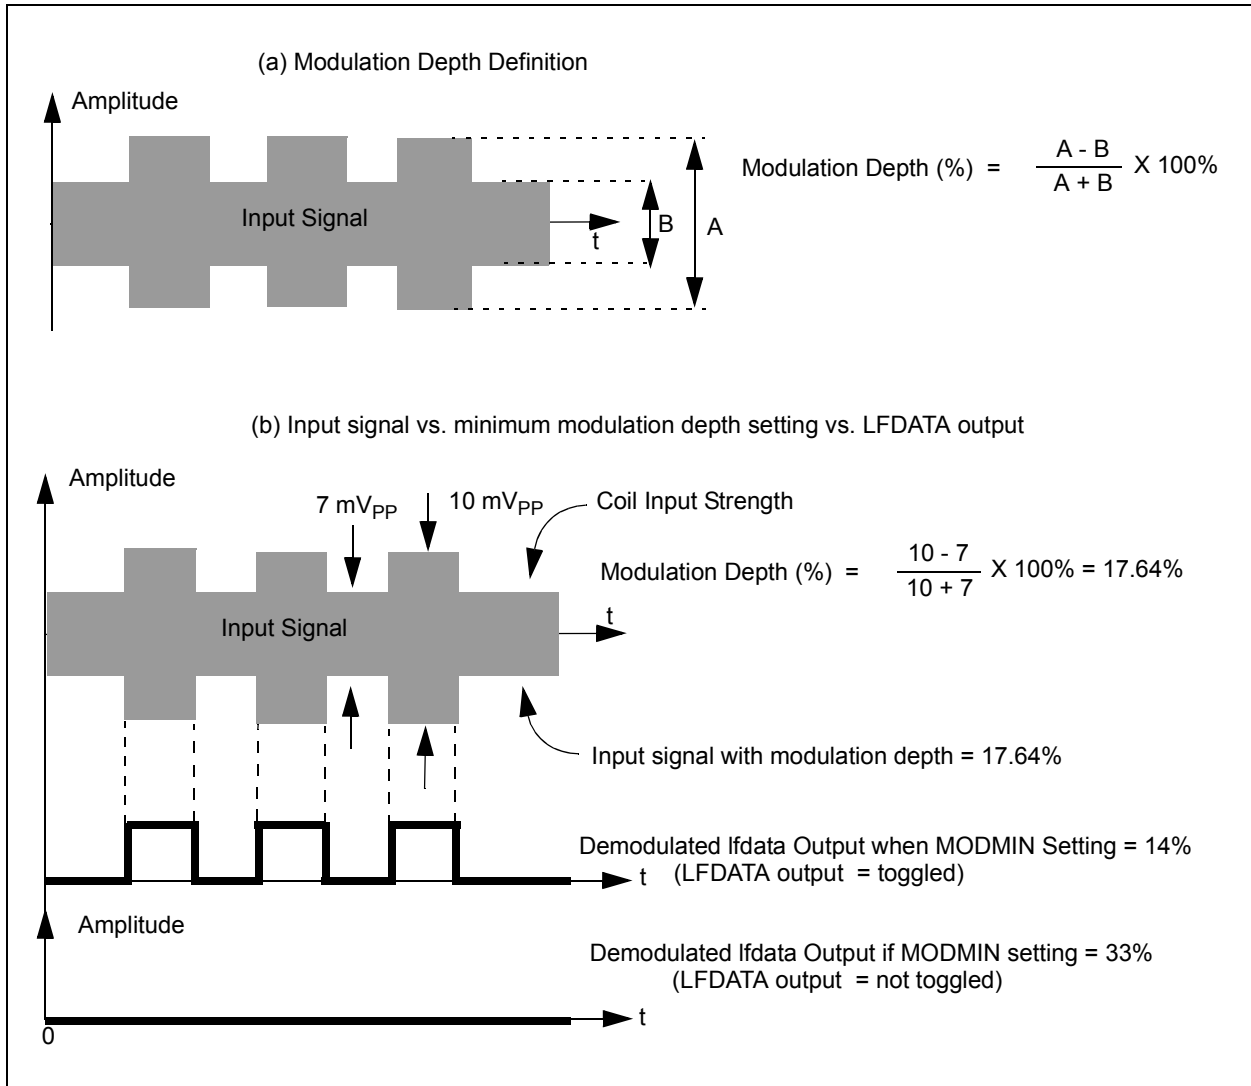 (a) Modulation Depth Definition
Amplitude
Input Signal
t
B
A
Modulation Depth (%) = A - B / A + B X 100%
(b) Input signal vs. minimum modulation depth setting vs. LFDATA output
Amplitude
7 mVPP
10 mVPP
Coil Input Strength
Modulation Depth (%) = 10 - 7 / 10 + 7 X 100% = 17.64%
Input Signal
t
Input signal with modulation depth = 17.64%
Demodulated lfdata Output when MODMIN Setting = 14%
(LFDATA output = toggled)
t
Amplitude
Demodulated lfdata Output if MODMIN setting = 33%
(LFDATA output = not toggled)
t
0